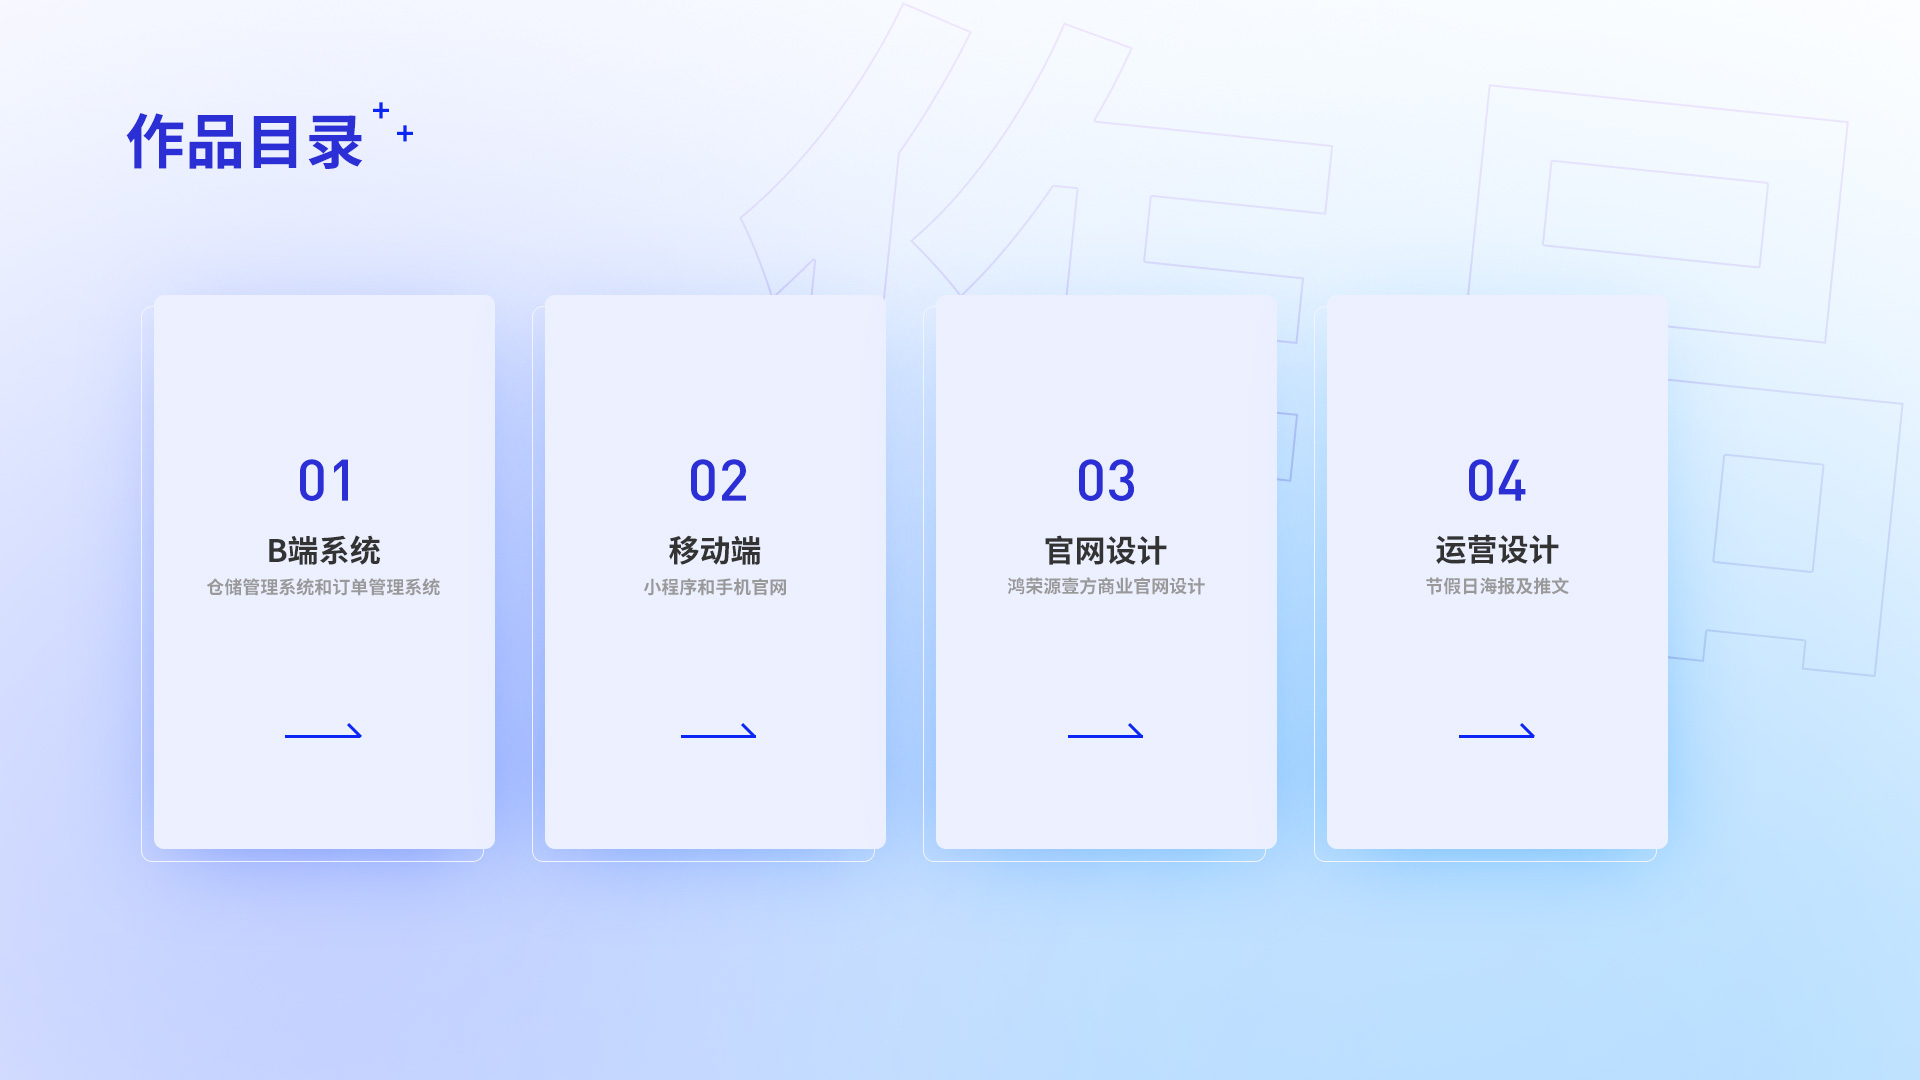 作品目录
作品
01
B端系统
仓储管理系统和订单管理系统
02
移动端
小程序和手机官网
03
官网设计
鸿荣源壹方商业官网设计
04
运营设计
节假日海报及推文